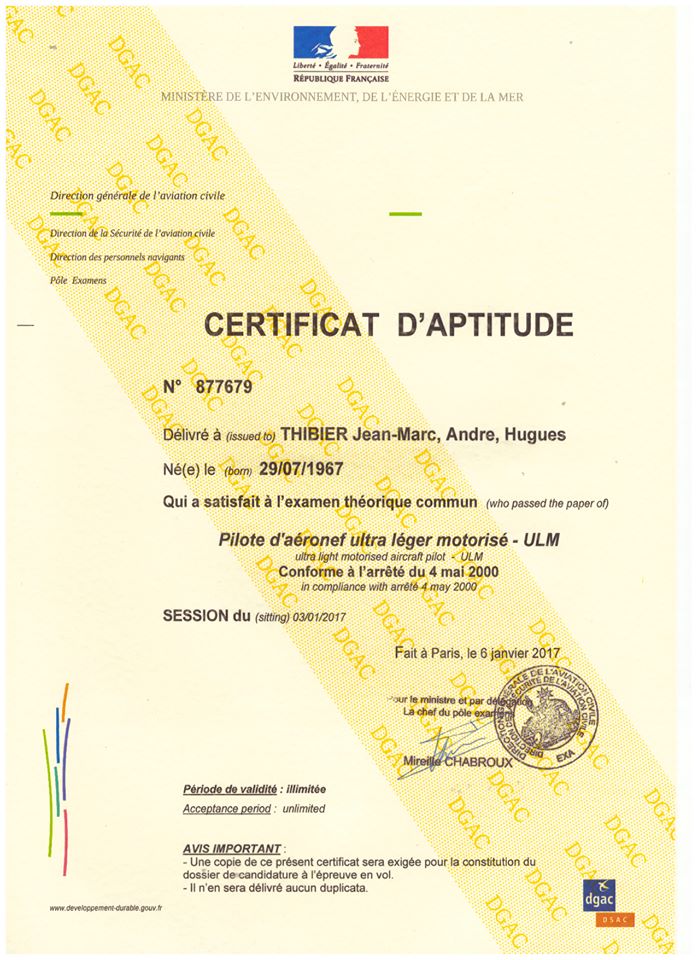 Liberté • Égalité • Fraternité
RÉPUBLIQUE FRANÇAISE
MINISTÈRE DE L'ENVIRONNEMENT, DE L'ÉNERGIE ET DE LA MER
Direction générale de l'aviation civile
Direction de la Sécurité de l'aviation civile
Direction des personnels navigants
Pôle Examens
CERTIFICAT D'APTITUDE
N° 877679
Délivré à (issued to) THIBIER Jean-Marc, Andre, Hugues
Né(e) le (born) 29/07/1967
Qui a satisfait à l'examen théorique commun (who passed the paper of)
Pilote d'aéronef ultra léger motorisé - ULM
ultra light motorised aircraft pilot - ULM
Conforme à l'arrêté du 4 mai 2000
in compliance with arrêté 4 may 2000
SESSION du (sitting) 03/01/2017
Fait à Paris, le 6 janvier 2017
Pour le ministre et par délégation
La chef du pôle examens
Mireille CHABROUX
EXA
Période de validité : illimitée
Acceptance period : unlimited
AVIS IMPORTANT :
- Une copie de ce présent certificat sera exigée pour la constitution du
dossier de candidature à l'épreuve en vol.
- Il n'en sera délivré aucun duplicata.
www.developpement-durable.gouv.fr
dgac
DSAC